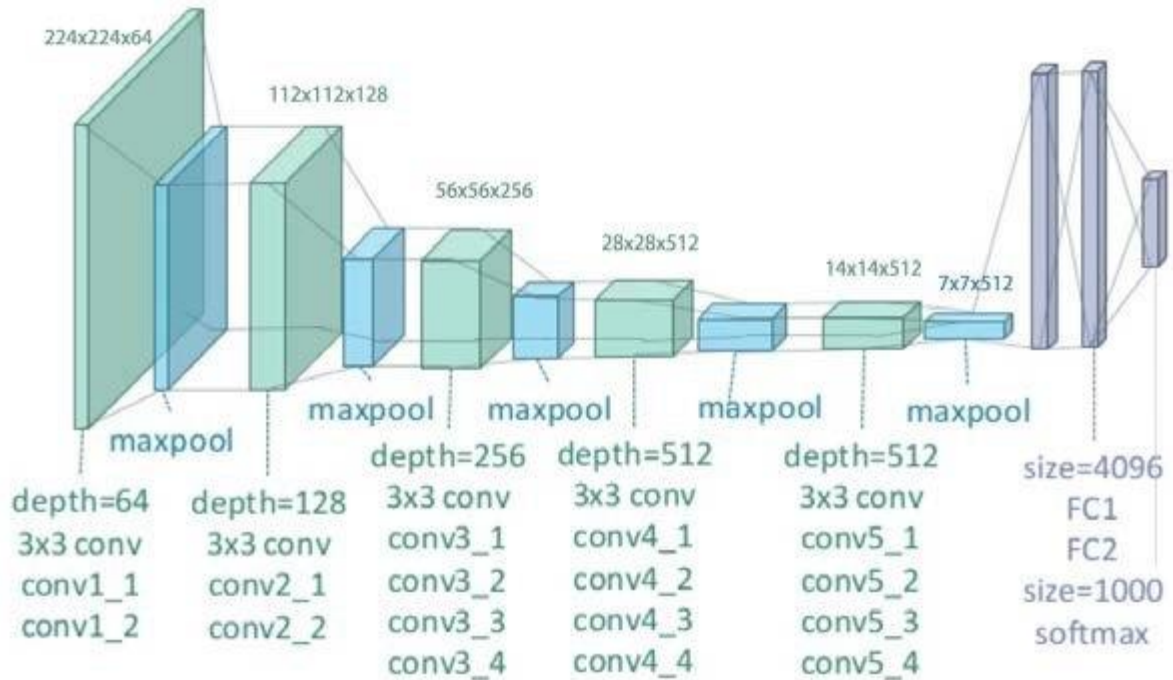 224x224x64
112x112x128
56x56x256
28x28x512
14x14x512
7x7x512
maxpool
maxpool
maxpool
maxpool
maxpool
depth=64
3x3 conv
conv1_1
conv1_2
depth=128
3x3 conv
conv2_1
conv2_2
depth=256
3x3 conv
conv3_1
conv3_2
conv3_3
conv3_4
depth=512
3x3 conv
conv4_1
conv4_2
conv4_3
conv4_4
depth=512
3x3 conv
conv5_1
conv5_2
conv5_3
conv5_4
size=4096
FC1
FC2
size=1000
softmax